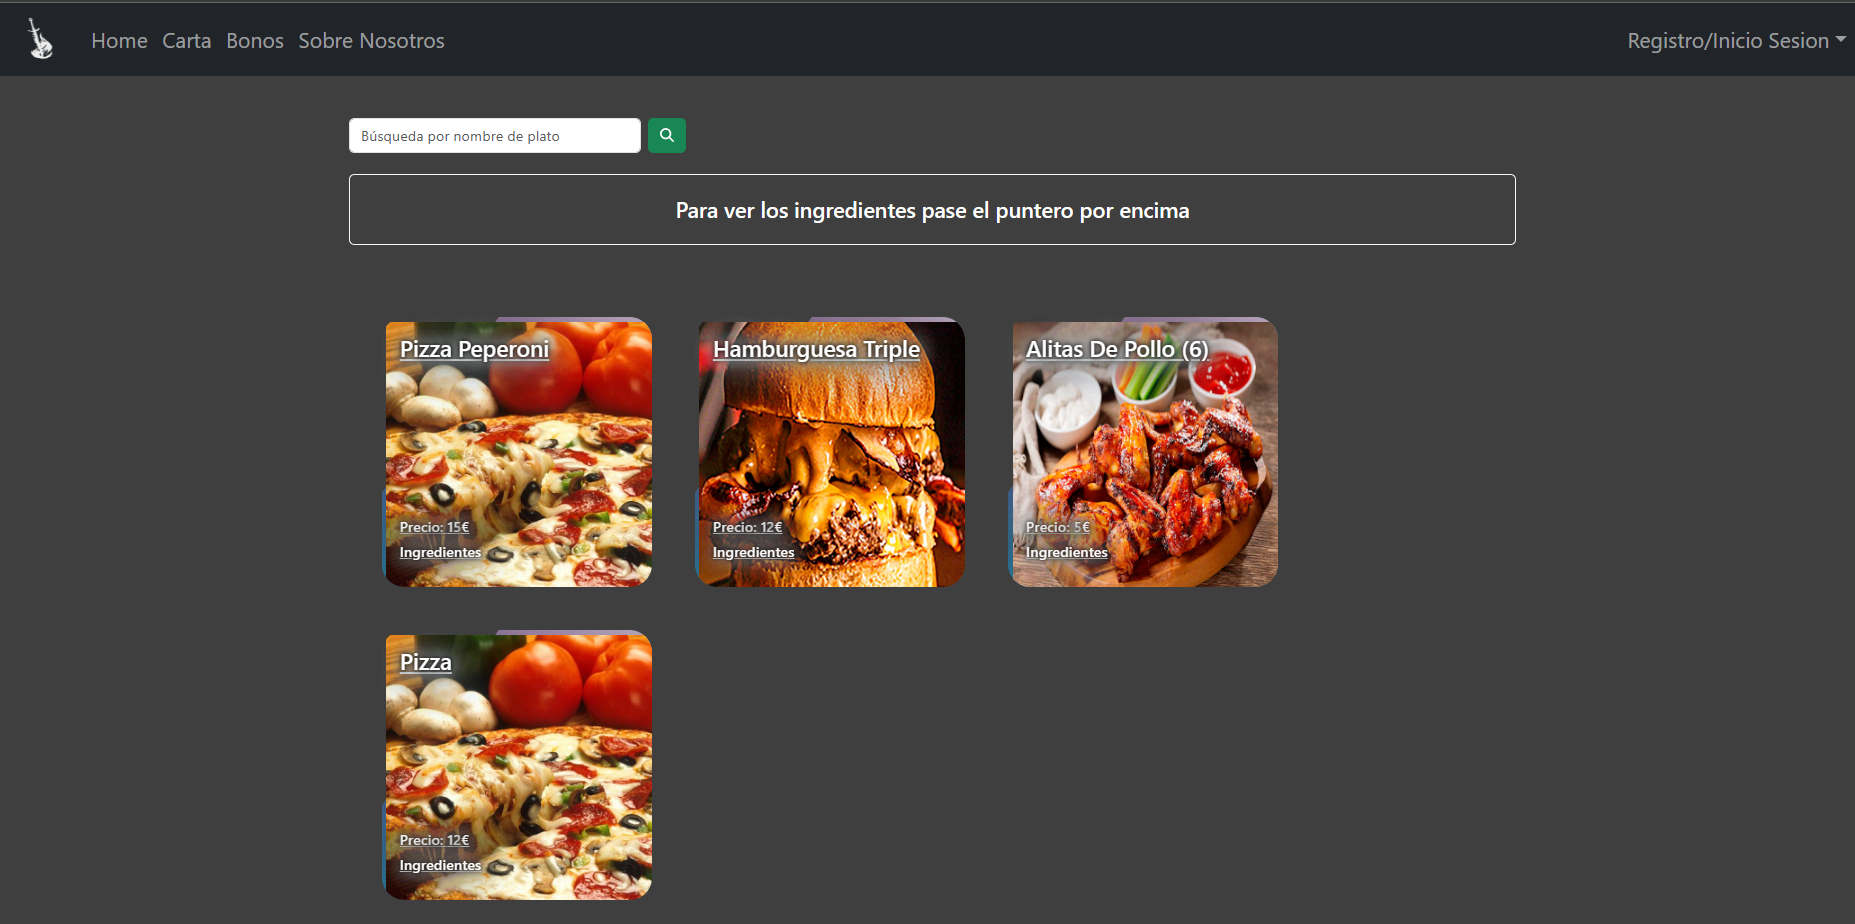 Home Carta Bonos Sobre Nosotros Registro/Inicio Sesion
Búsqueda por nombre de plato
Para ver los ingredientes pase el puntero por encima
Pizza Peperoni
Precio: 15€
Ingredientes
Hamburguesa Triple
Precio: 12€
Ingredientes
Alitas De Pollo (6)
Precio: 5€
Ingredientes
Pizza
Precio: 12€
Ingredientes